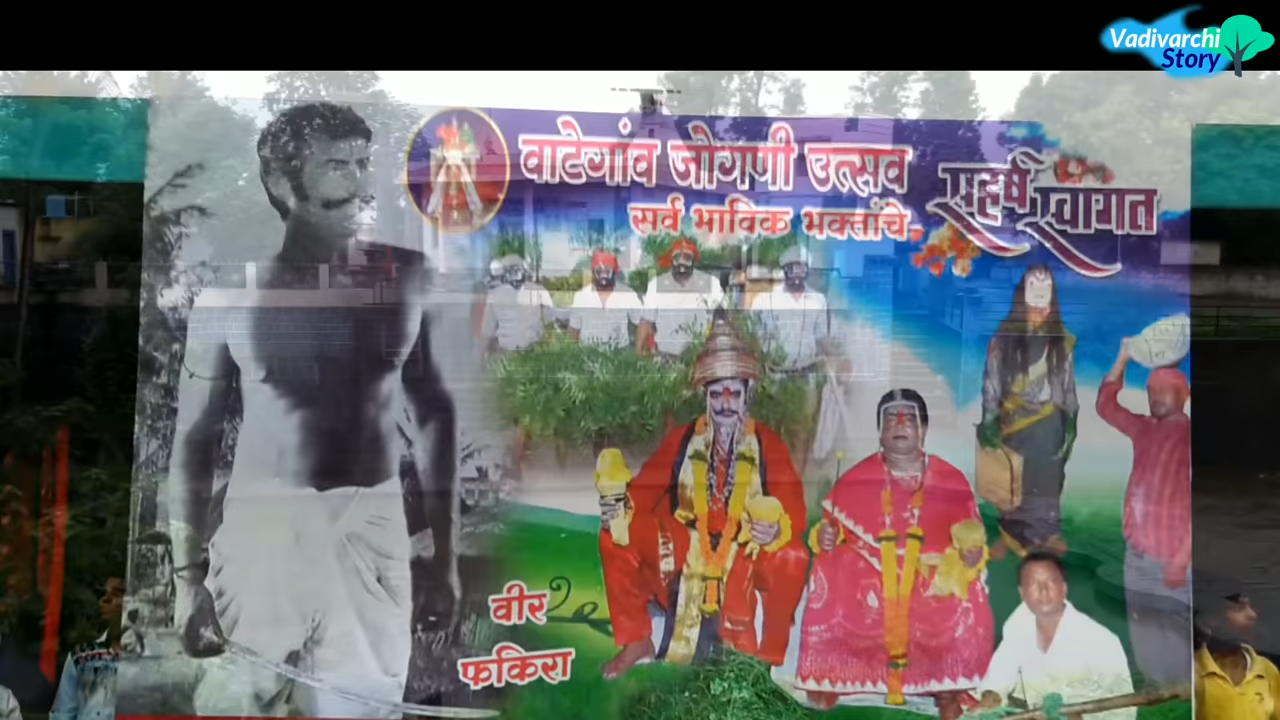 Vadivarchi
Story
वाटेगांव जोगणी उत्सव
सर्व भाविक भक्तांचे
सहर्ष स्वागत
वीर
फकिरा